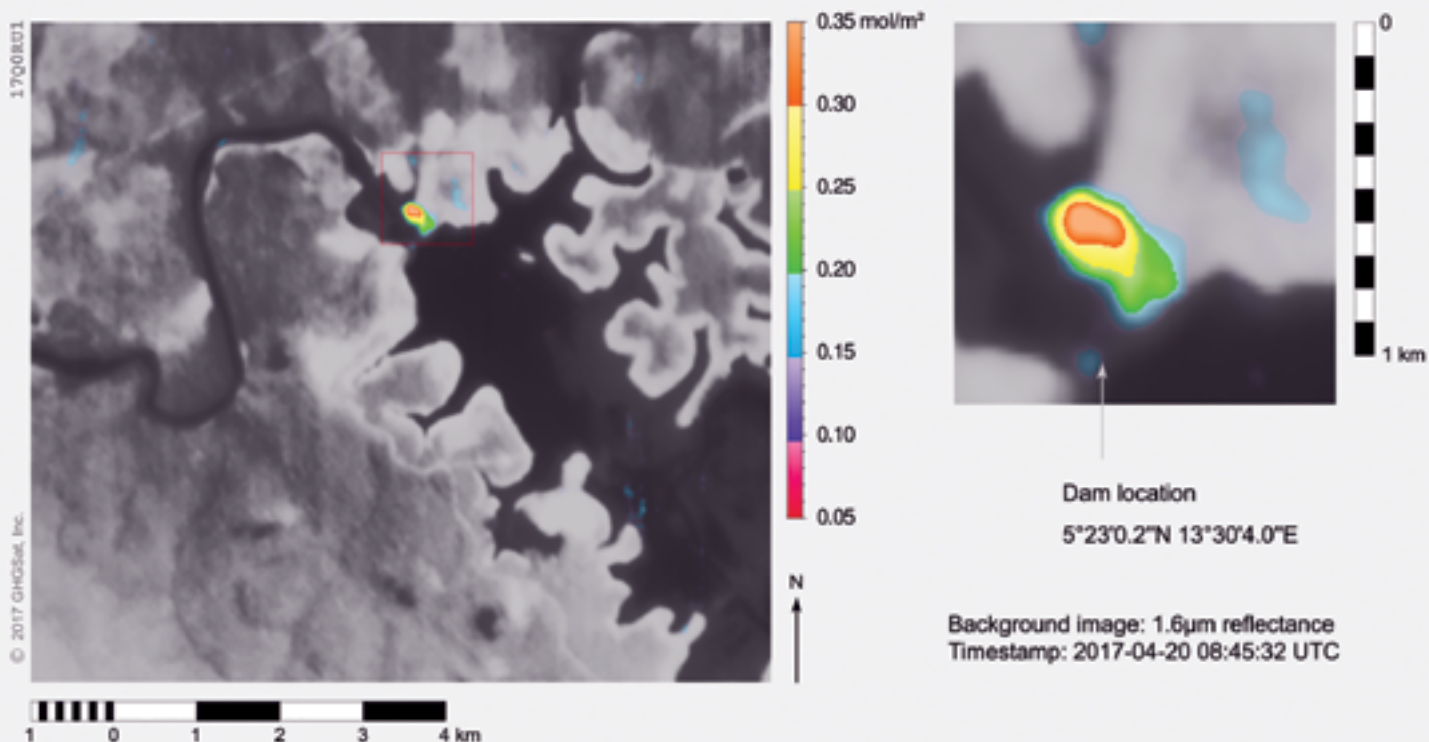 17Q0RU1
© 2017 GHGSat, Inc.
0.35 mol/m²
0.30
0.25
0.20
0.15
0.10
0.05
N
1 0 1 2 3 4 km
0
1 km
Dam location
5°23'0.2"N 13°30'4.0"E
Background image: 1.6µm reflectance
Timestamp: 2017-04-20 08:45:32 UTC